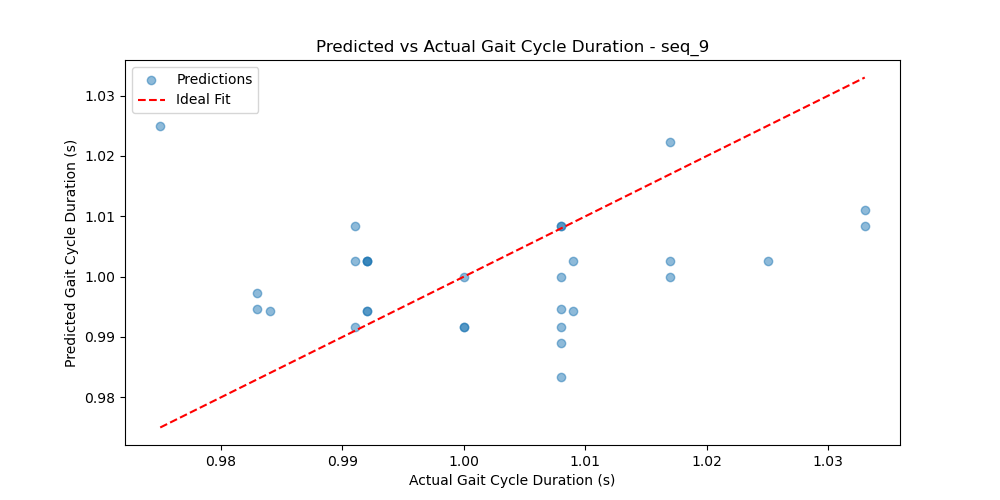 Predicted vs Actual Gait Cycle Duration - seq_9
Predictions
Ideal Fit
1.03
1.02
1.01
1.00
0.99
0.98
Predicted Gait Cycle Duration (s)
0.98 0.99 1.00 1.01 1.02 1.03
Actual Gait Cycle Duration (s)